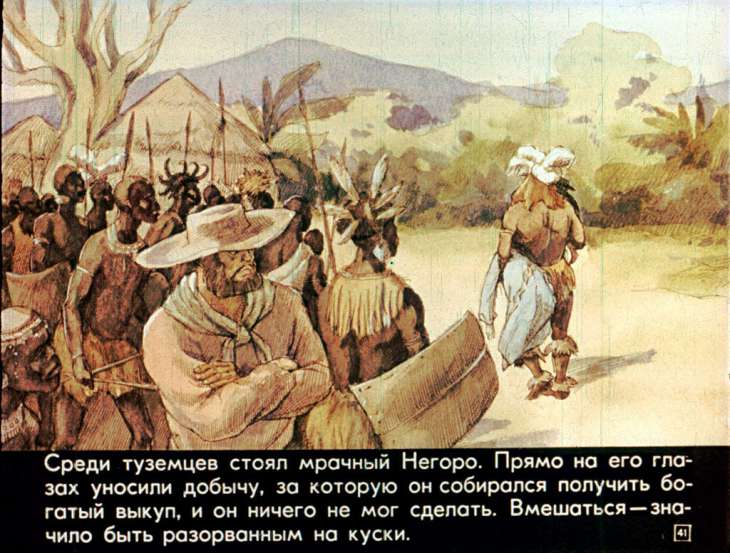 Среди туземцев стоял мрачный Негоро. Прямо на его гла-
зах уносили добычу, за которую он собирался получить бо-
гатый выкуп, и он ничего не мог сделать. Вмешаться—зна-
чило быть разорванным на куски.
41